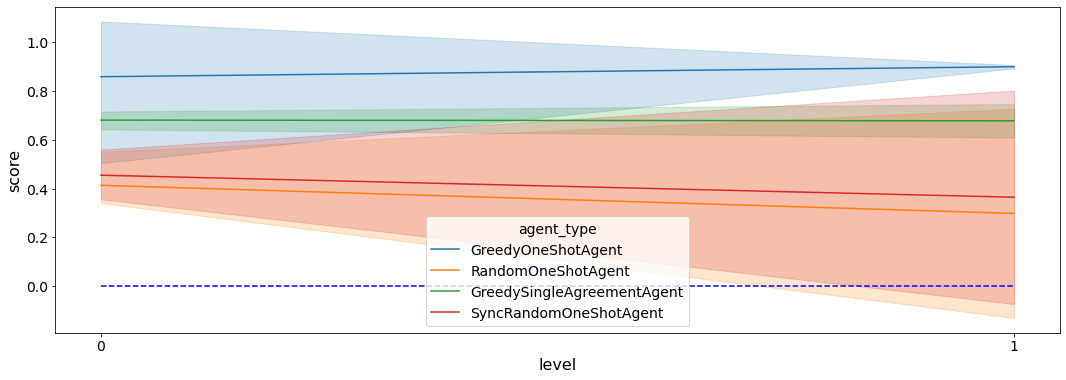 1.0
0.8
0.6
0.4
0.2
0.0
score
agent_type
GreedyOneShotAgent
RandomOneShotAgent
GreedySingleAgreementAgent
SyncRandomOneShotAgent
0
1
level